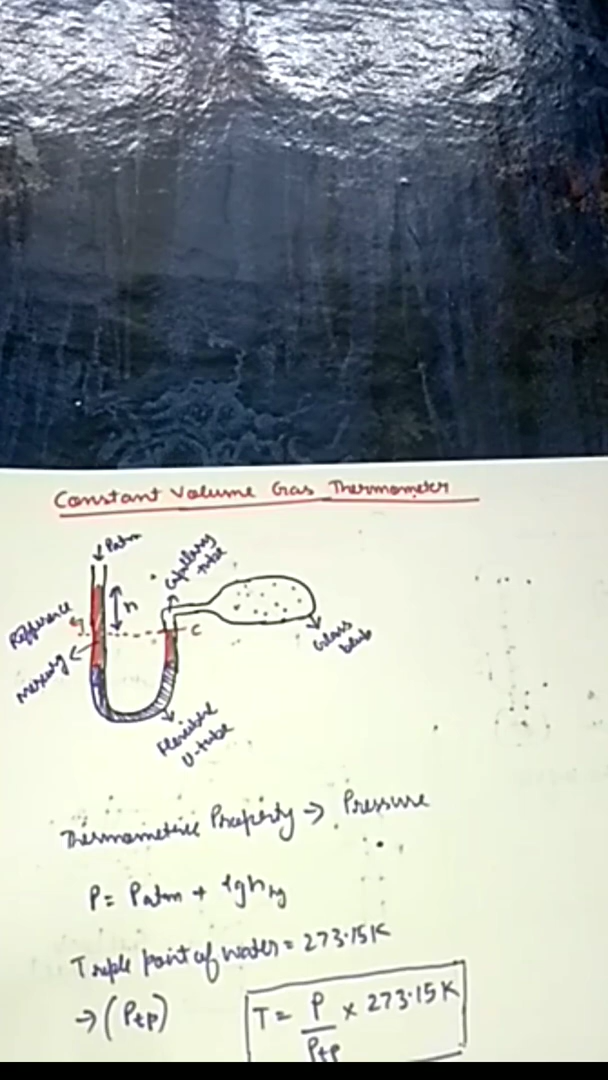 Constant Volume Gas Thermometer
Patm
Capillary tube
h
Refference
C
Mercury
Glass bulb
Flexible U-tube
Thermometric Property → Pressure
P = Patm + ρghHg
Triple point of water = 273.15K
→ (Ptp)
T = P/Ptp × 273.15K